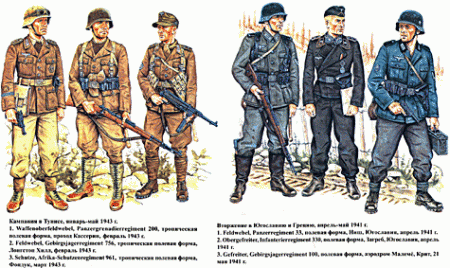 Кампания в Тунисе, январь-май 1943 г.
1. Waffenoberfeldwebel, Panzergrenadierregiment 200, тропическая
полевая форма, проход Кассерин, февраль 1943 г.
2. Feldwebel, Gebirgsjagerregiment 756, тропическая полевая форма,
Лонгстоп Хилл, февраль 1943 г.
3. Schutze, Afrika-Schutzenregiment 961, тропическая полевая форма,
Фондук, март 1943 г.
Вторжение в Югославию и Грецию, апрель-май 1941 г.
1. Feldwebel, Panzerregiment 33, полевая форма, Ниш, Югославия, апрель 1941 г.
2. Obergefreiter, Infanterieregiment 330, полевая форма, Загреб, Югославия, апрель
1941 г.
3. Gefreiter, Gebirgsjagerregiment 100, полевая форма, аэродром Малеме, Крит, 21
мая 1941 г.